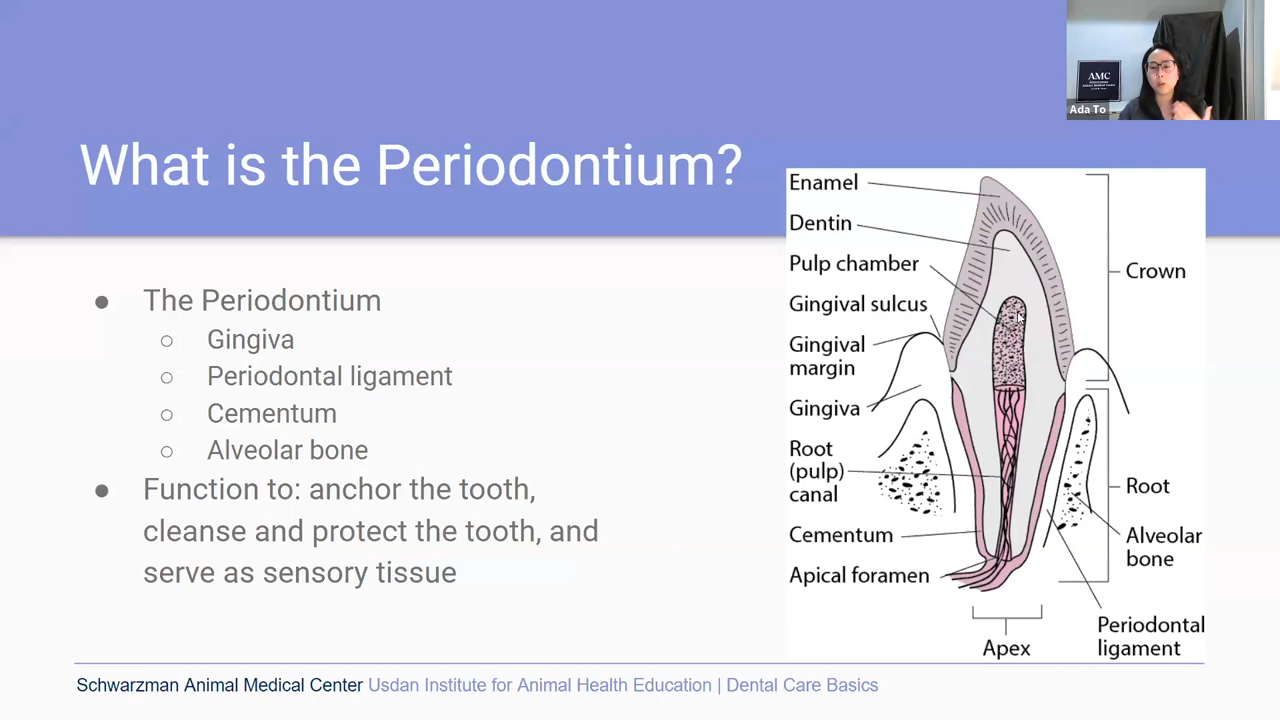 AMC
Ada To
What is the Periodontium?
● The Periodontium
○ Gingiva
○ Periodontal ligament
○ Cementum
○ Alveolar bone
● Function to: anchor the tooth,
cleanse and protect the tooth, and
serve as sensory tissue
Enamel
Dentin
Pulp chamber
Gingival sulcus
Gingival
margin
Gingiva
Root
(pulp)
canal
Cementum
Apical foramen
Apex
Crown
Root
Alveolar
bone
Periodontal
ligament
Schwarzman Animal Medical Center Usdan Institute for Animal Health Education | Dental Care Basics